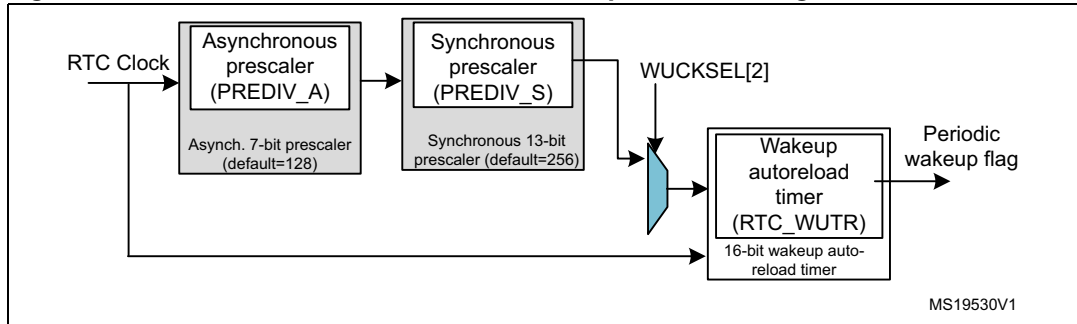 RTC Clock
Asynchronous
prescaler
(PREDIV_A)
Asynch. 7-bit prescaler
(default=128)
Synchronous
prescaler
(PREDIV_S)
Synchronous 13-bit
prescaler (default=256)
WUCKSEL[2]
Wakeup
autoreload
timer
(RTC_WUTR)
16-bit wakeup auto-
reload timer
Periodic
wakeup flag
MS19530V1